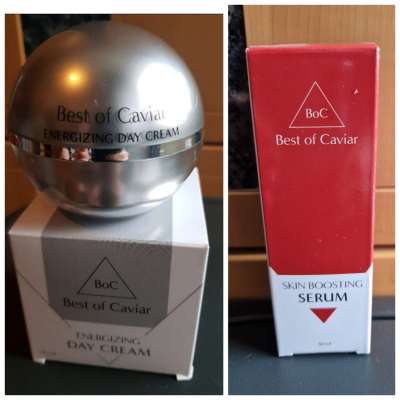 Best of Caviar
ENERGIZING DAY CREAM
BoC
Best of Caviar
ENERGIZING
DAY CREAM
BoC
Best of Caviar
SKIN BOOSTING
SERUM